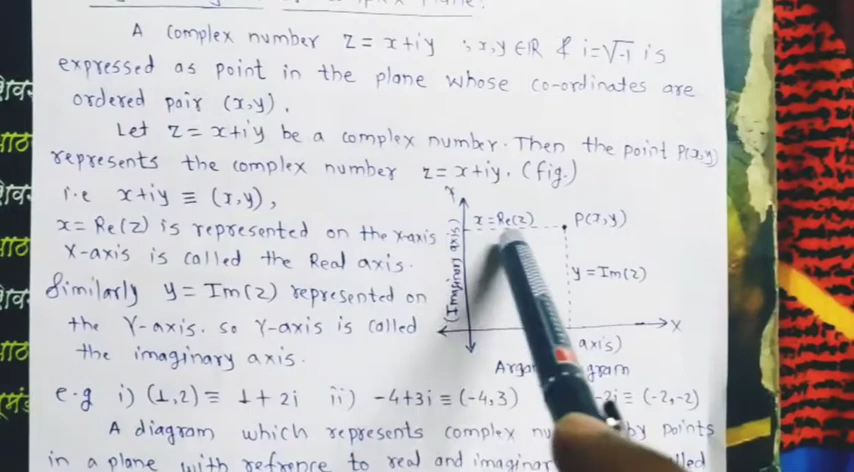 Complex Plane.
A complex number z = x+iy ; x,y ∈ R & i=√-1 is
expressed as point in the plane whose co-ordinates are
ordered pair (x,y).
Let z = x+iy be a complex number. Then the point P(x,y)
represents the complex number z = x+iy. (fig.)
i.e x+iy ≡ (x,y),
x = Re(z) is represented on the x-axis
X-axis is called the Real axis.
Similarly y = Im(z) represented on
the Y-axis. so Y-axis is called
the imaginary axis.
Y
x = Re(z)
P(x,y)
(Imaginary axis)
y = Im(z)
X
axis)
e.g i) (1,2) ≡ 1+2i ii) -4+3i ≡ (-4,3) -2i ≡ (-2,-2)
A diagram which represents complex by points
in a plane with refrence to real and